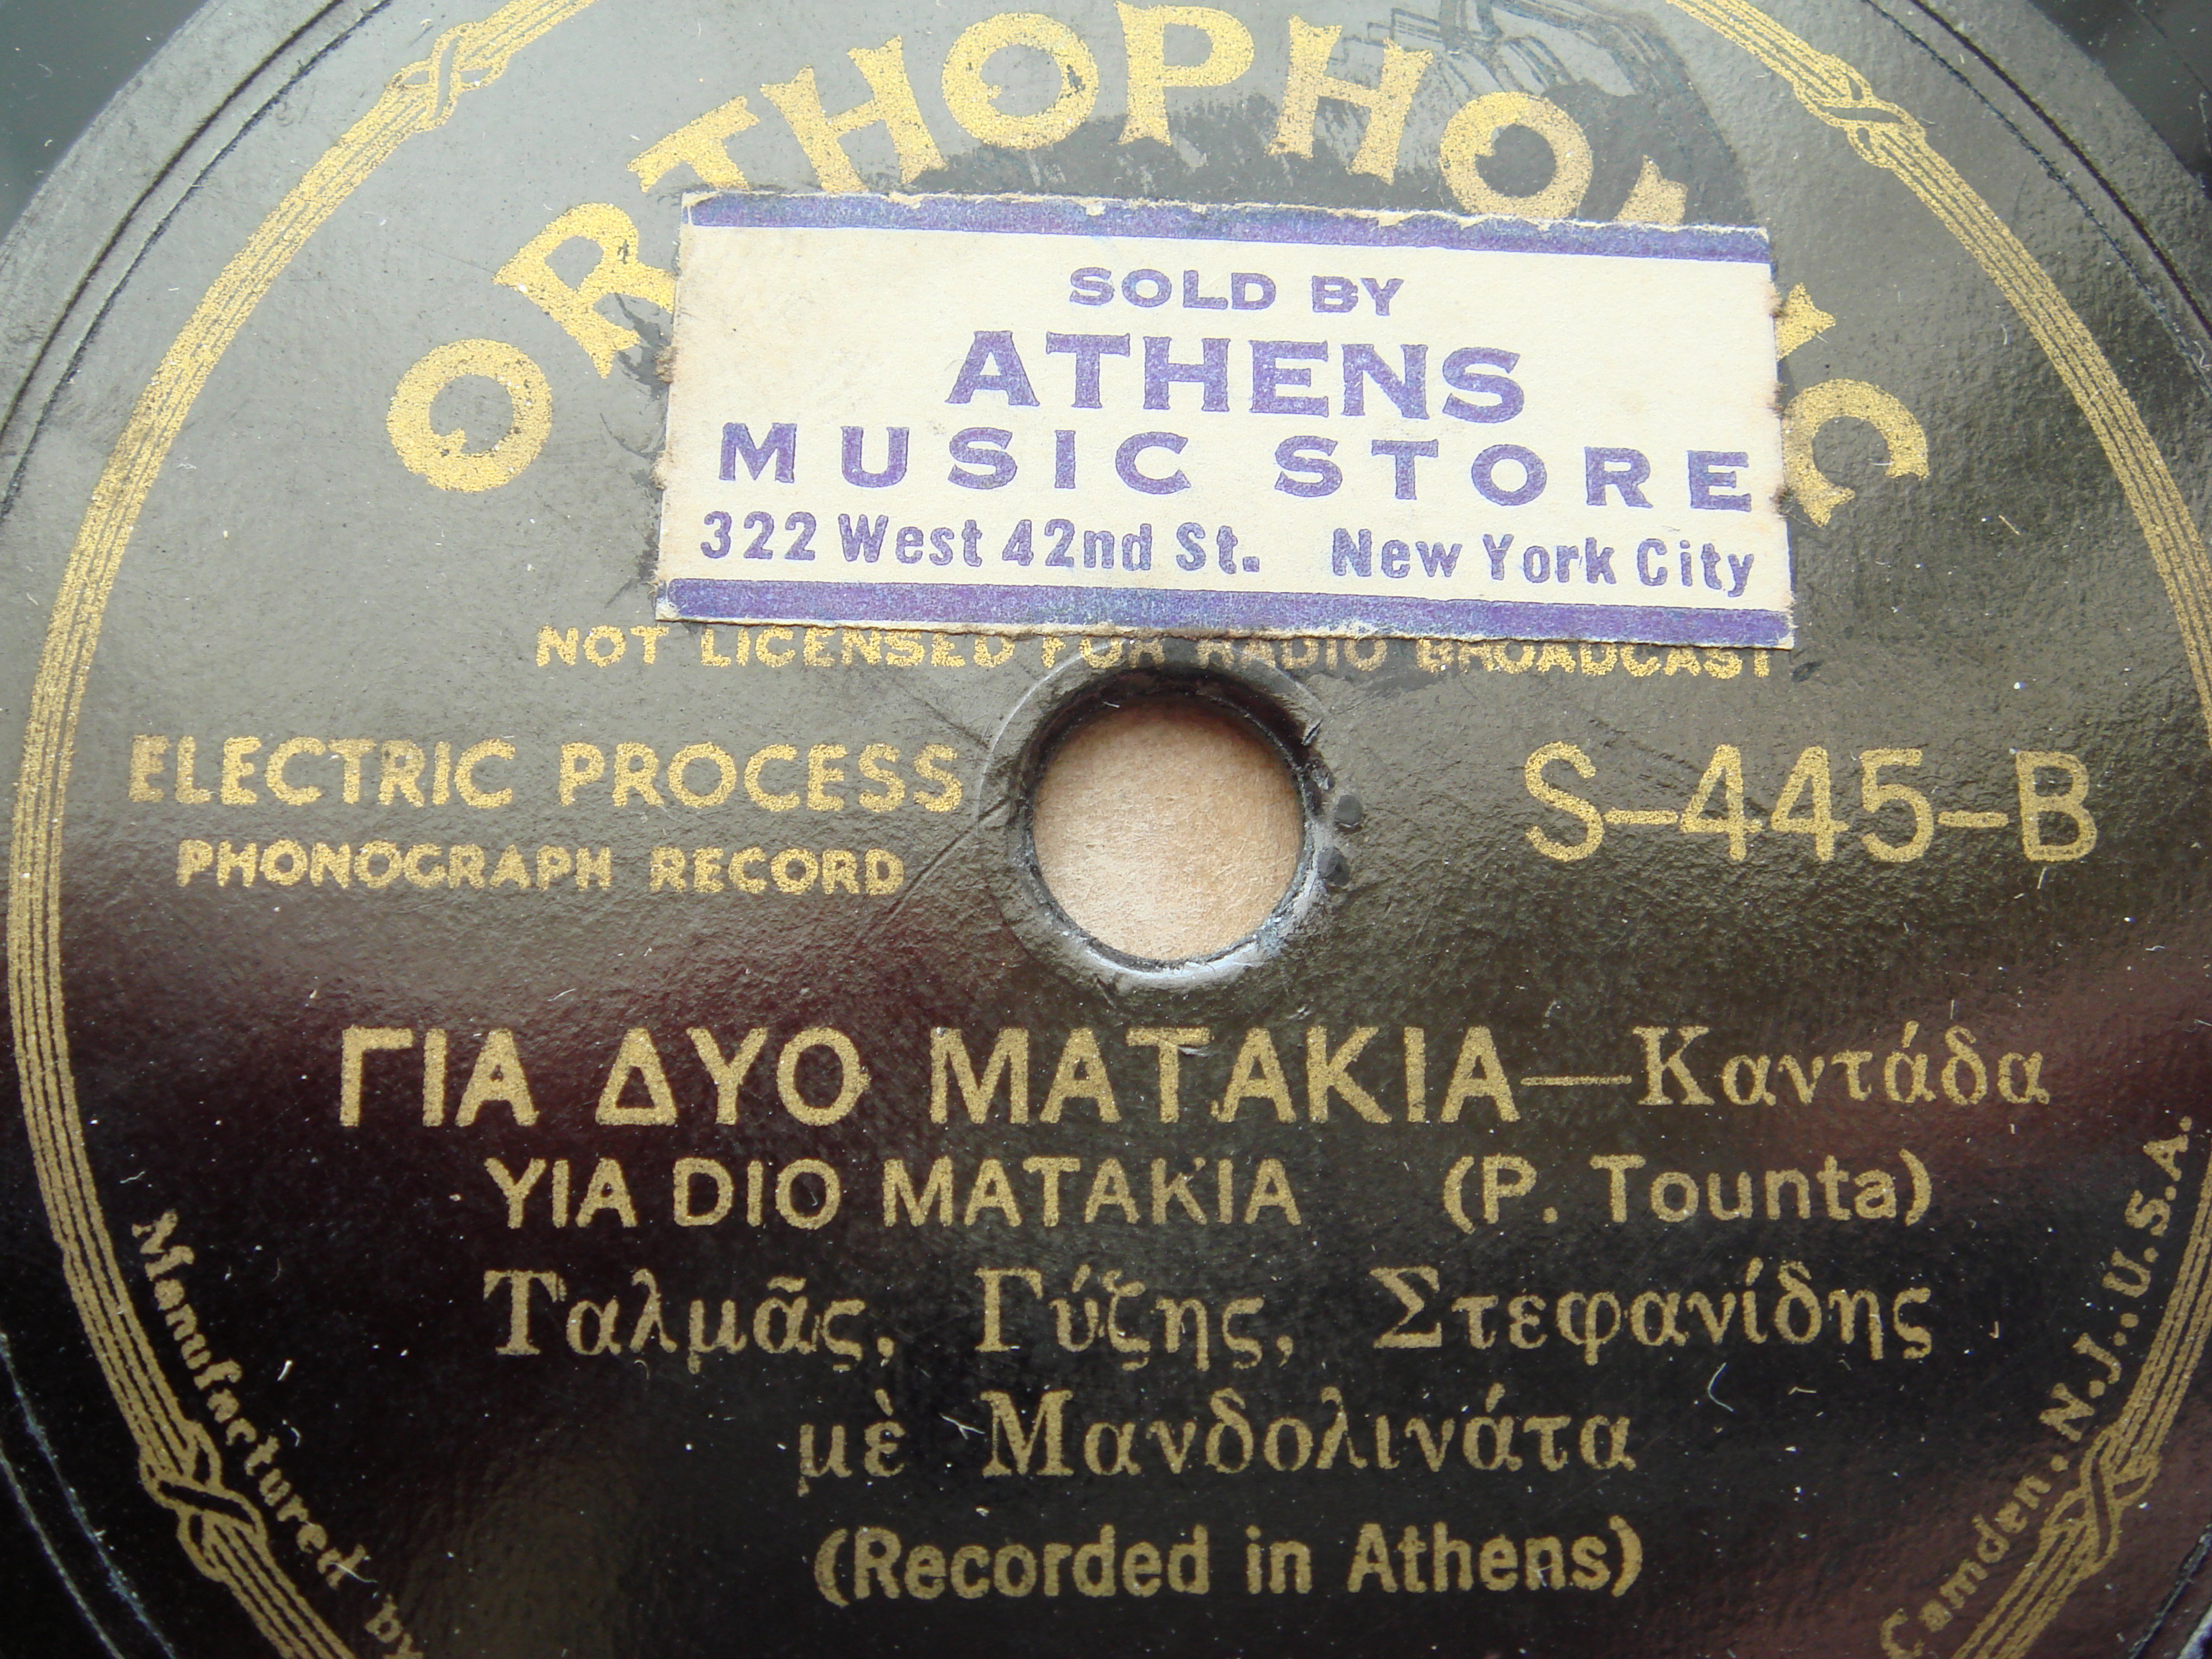 ORTHOPHONIC
SOLD BY
ATHENS
MUSIC STORE
322 West 42nd St. New York City
NOT LICENSED FOR RADIO BROADCAST
ELECTRIC PROCESS
PHONOGRAPH RECORD
S-445-B
ΓΙΑ ΔΥΟ ΜΑΤΑΚΙΑ—Καντάδα
YIA DIO MATAKIA (P. Tounta)
Ταλμᾶς, Γύζης, Στεφανίδης
μὲ Μανδολινάτα
(Recorded in Athens)
Manufactured by
Camden, N.J., U.S.A.